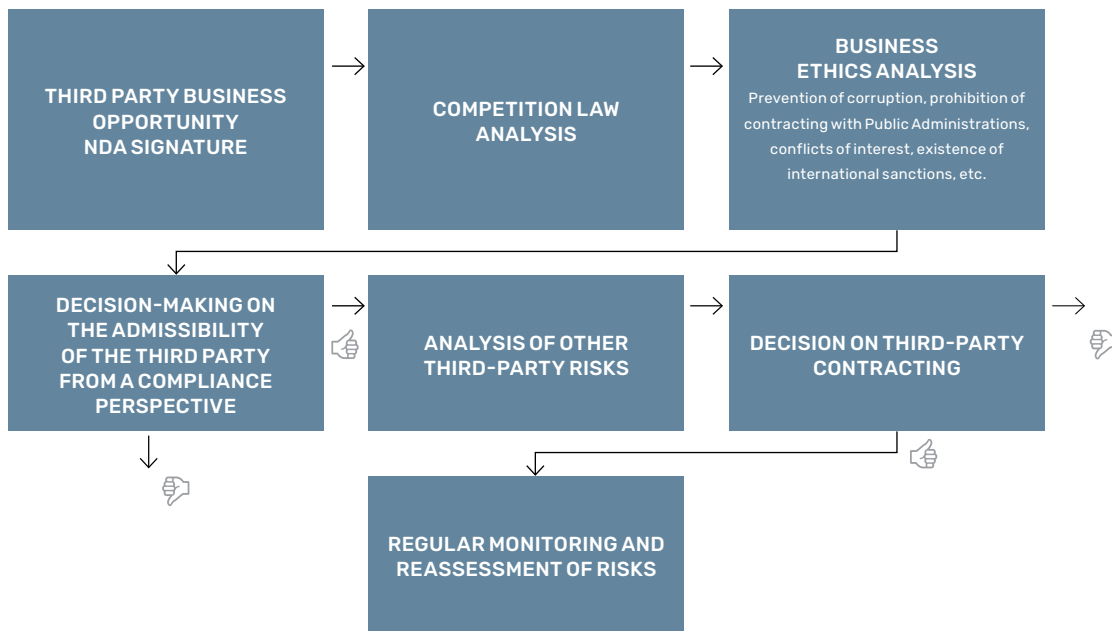 THIRD PARTY BUSINESS
OPPORTUNITY
NDA SIGNATURE
COMPETITION LAW
ANALYSIS
BUSINESS
ETHICS ANALYSIS
Prevention of corruption, prohibition of
contracting with Public Administrations,
conflicts of interest, existence of
international sanctions, etc.
DECISION-MAKING ON
THE ADMISSIBILITY
OF THE THIRD PARTY
FROM A COMPLIANCE
PERSPECTIVE
ANALYSIS OF OTHER
THIRD-PARTY RISKS
DECISION ON THIRD-PARTY
CONTRACTING
REGULAR MONITORING AND
REASSESSMENT OF RISKS